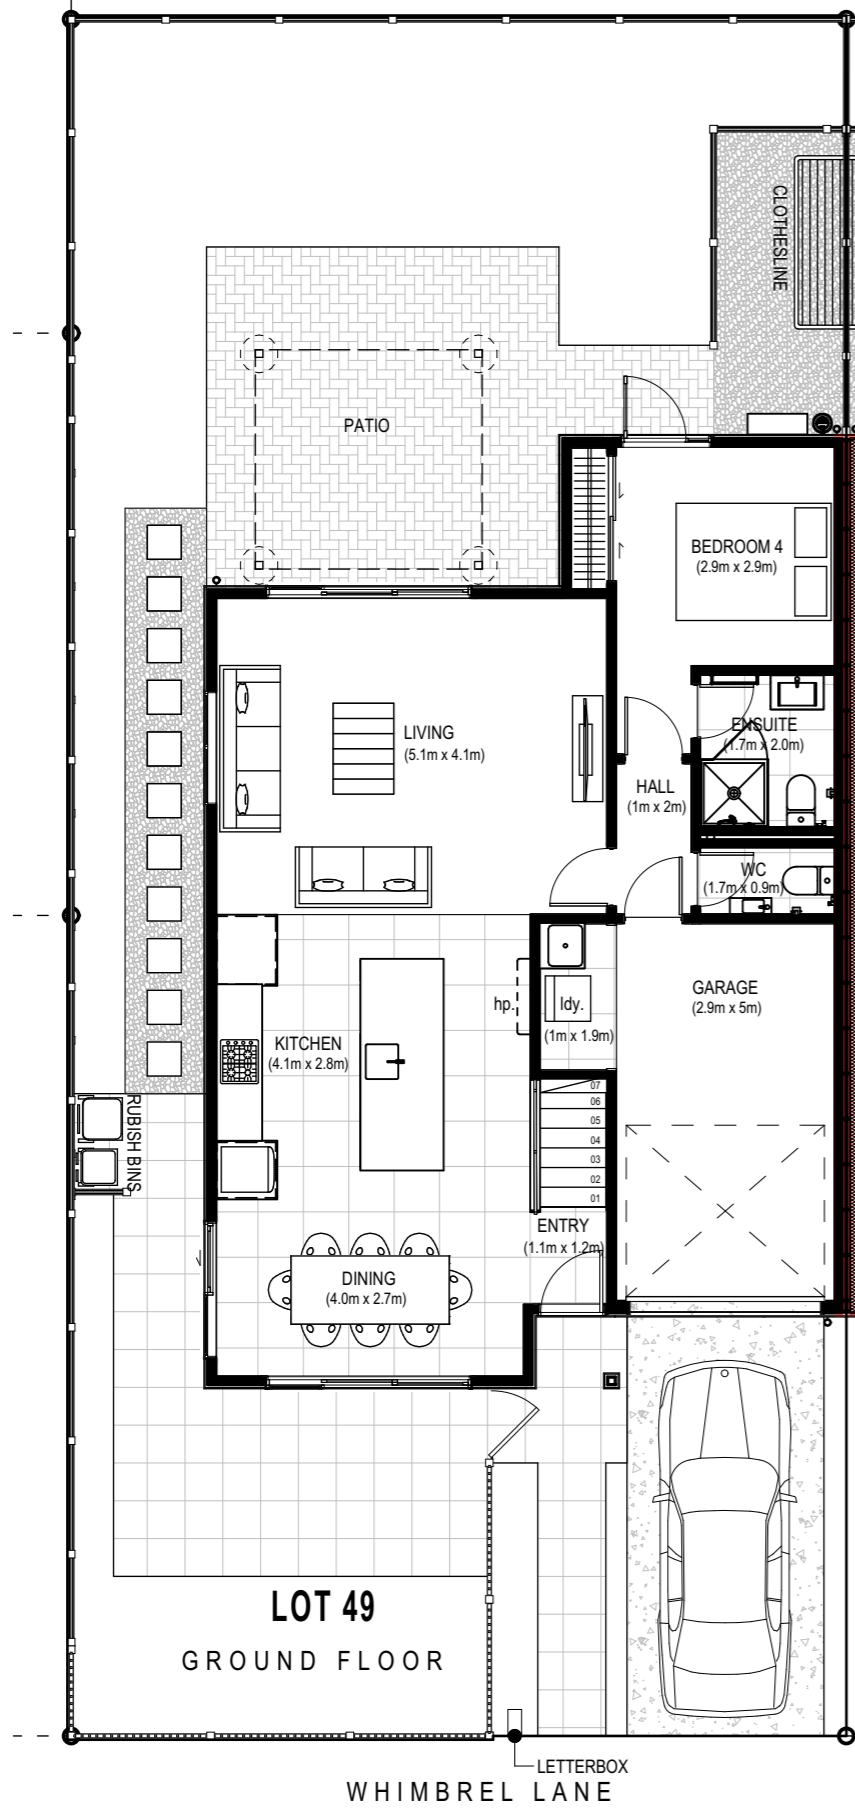 CLOTHESLINE
PATIO
BEDROOM 4
(2.9m x 2.9m)
LIVING
(5.1m x 4.1m)
ENSUITE
(1.7m x 2.0m)
HALL
(1m x 2m)
WC
(1.7m x 0.9m)
GARAGE
(2.9m x 5m)
hp.
ldy.
(1m x 1.9m)
KITCHEN
(4.1m x 2.8m)
RUBISH BINS
07
06
05
04
03
02
01
ENTRY
(1.1m x 1.2m)
DINING
(4.0m x 2.7m)
LOT 49
GROUND FLOOR
LETTERBOX
WHIMBREL LANE